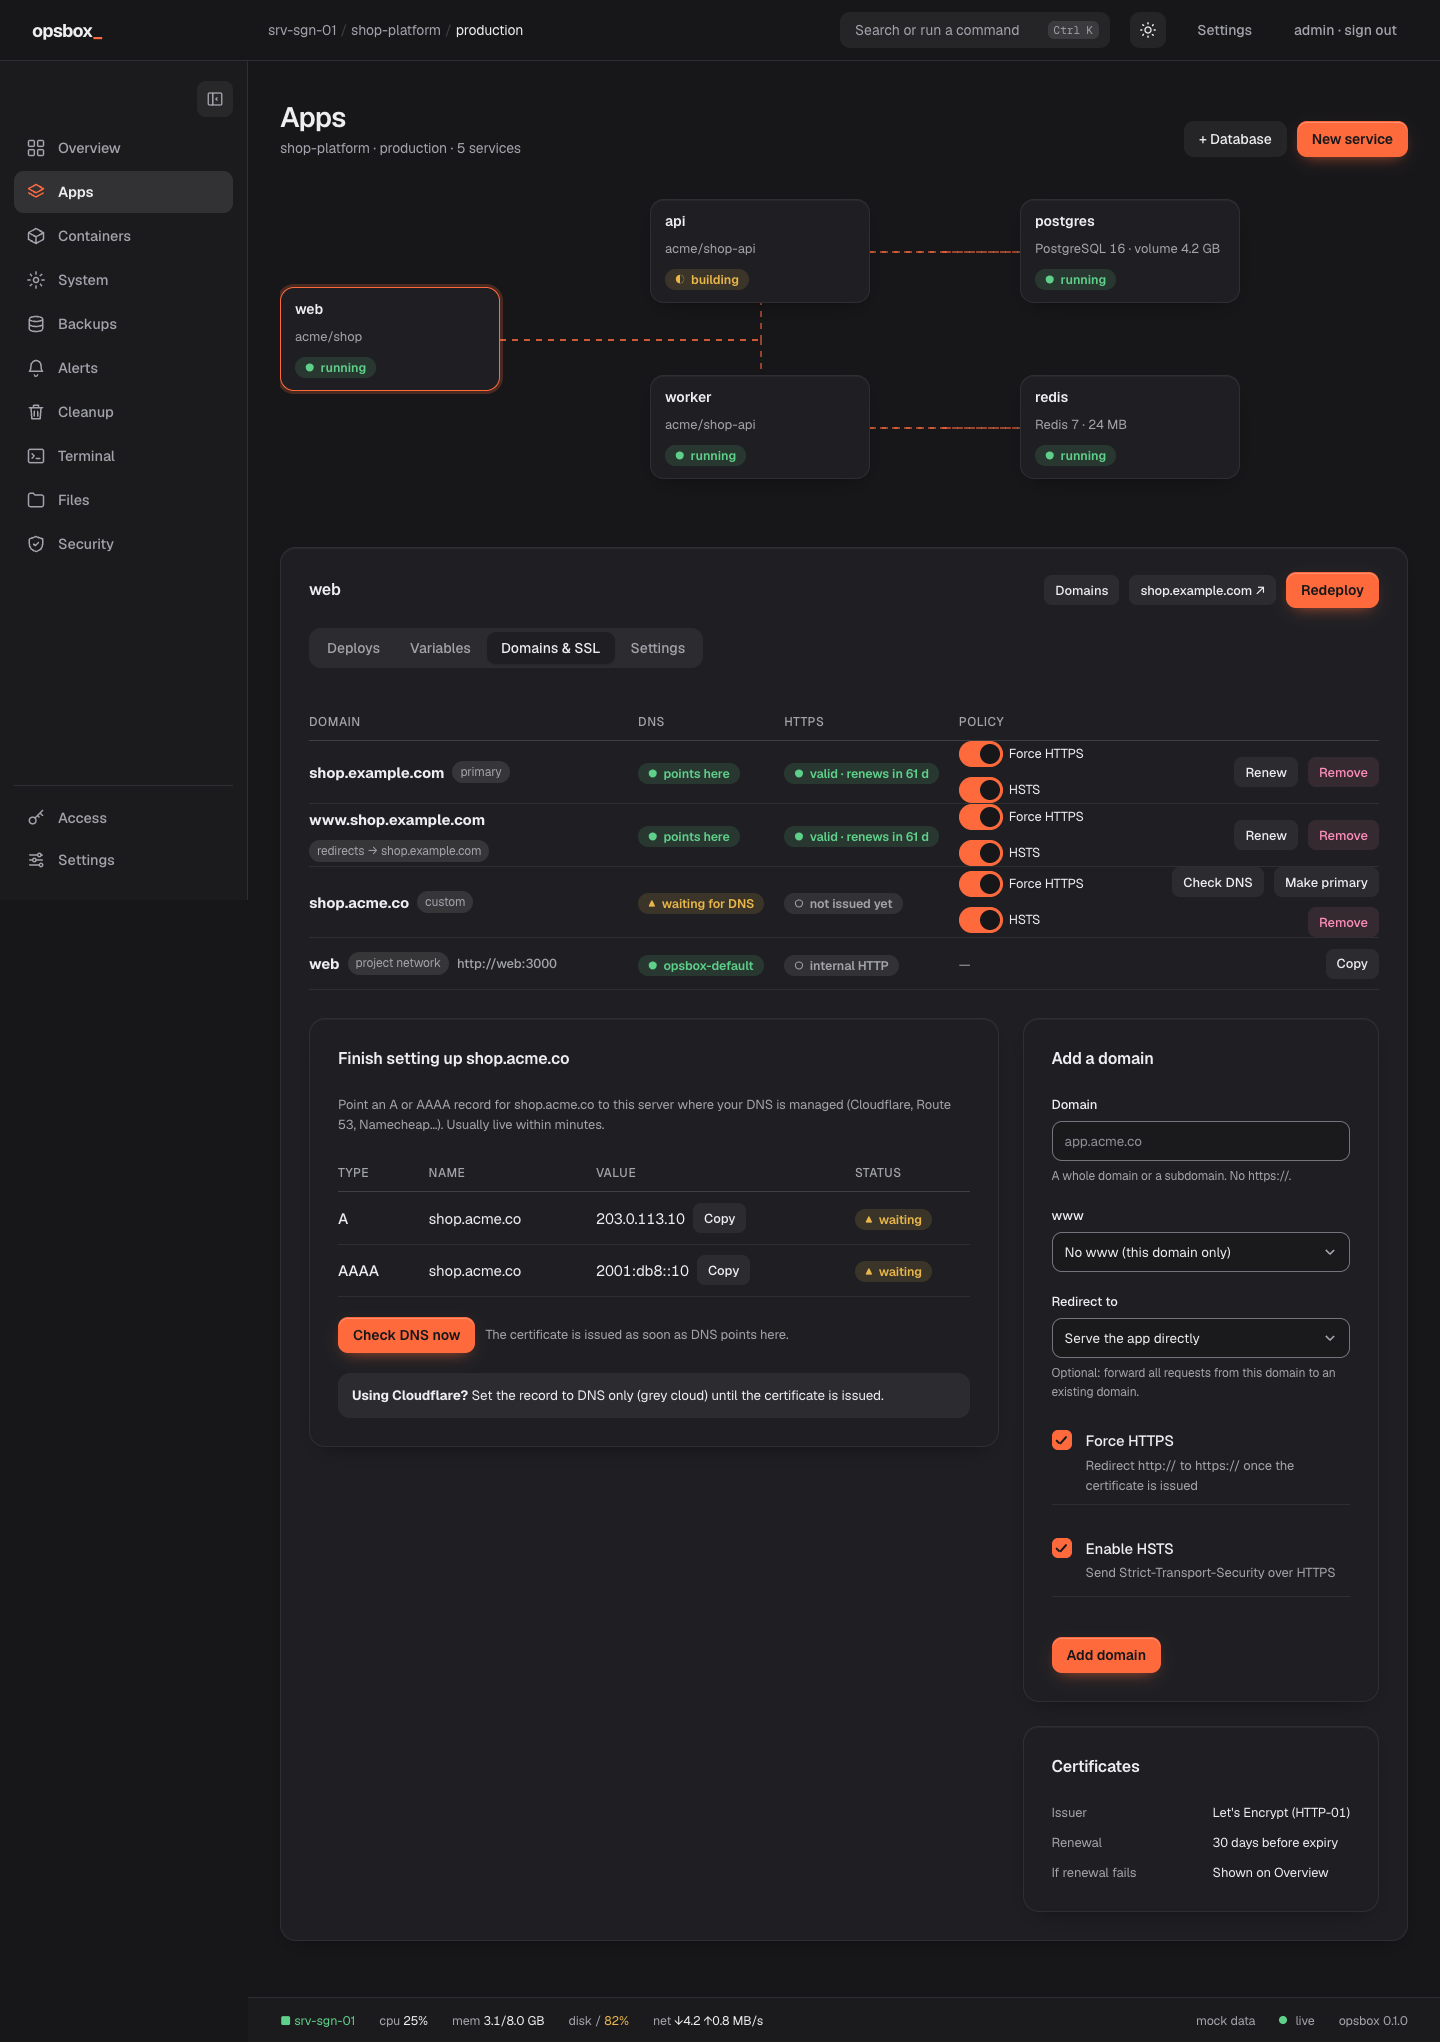 opsbox_
srv-sgn-01 / shop-platform / production
Search or run a command Ctrl K
Settings
admin · sign out
Overview
Apps
Containers
System
Backups
Alerts
Cleanup
Terminal
Files
Security
Access
Settings
Apps
shop-platform · production · 5 services
+ Database
New service
web
acme/shop
running
api
acme/shop-api
building
worker
acme/shop-api
running
postgres
PostgreSQL 16 · volume 4.2 GB
running
redis
Redis 7 · 24 MB
running
web
Domains
shop.example.com ↗
Redeploy
Deploys Variables Domains & SSL Settings
DOMAIN DNS HTTPS POLICY
shop.example.com primary points here valid · renews in 61 d Force HTTPS HSTS Renew Remove
www.shop.example.com redirects → shop.example.com points here valid · renews in 61 d Force HTTPS HSTS Renew Remove
shop.acme.co custom waiting for DNS not issued yet Force HTTPS HSTS Check DNS Make primary Remove
web project network http://web:3000 opsbox-default internal HTTP — Copy
Finish setting up shop.acme.co
Point an A or AAAA record for shop.acme.co to this server where your DNS is managed (Cloudflare, Route
53, Namecheap…). Usually live within minutes.
TYPE NAME VALUE STATUS
A shop.acme.co 203.0.113.10 Copy waiting
AAAA shop.acme.co 2001:db8::10 Copy waiting
Check DNS now The certificate is issued as soon as DNS points here.
Using Cloudflare? Set the record to DNS only (grey cloud) until the certificate is issued.
Add a domain
Domain
app.acme.co
A whole domain or a subdomain. No https://.
www
No www (this domain only)
Redirect to
Serve the app directly
Optional: forward all requests from this domain to an
existing domain.
Force HTTPS
Redirect http:// to https:// once the
certificate is issued
Enable HSTS
Send Strict-Transport-Security over HTTPS
Add domain
Certificates
Issuer Let's Encrypt (HTTP-01)
Renewal 30 days before expiry
If renewal fails Shown on Overview
srv-sgn-01 cpu 25% mem 3.1/8.0 GB disk / 82% net ↓4.2 ↑0.8 MB/s mock data live opsbox 0.1.0